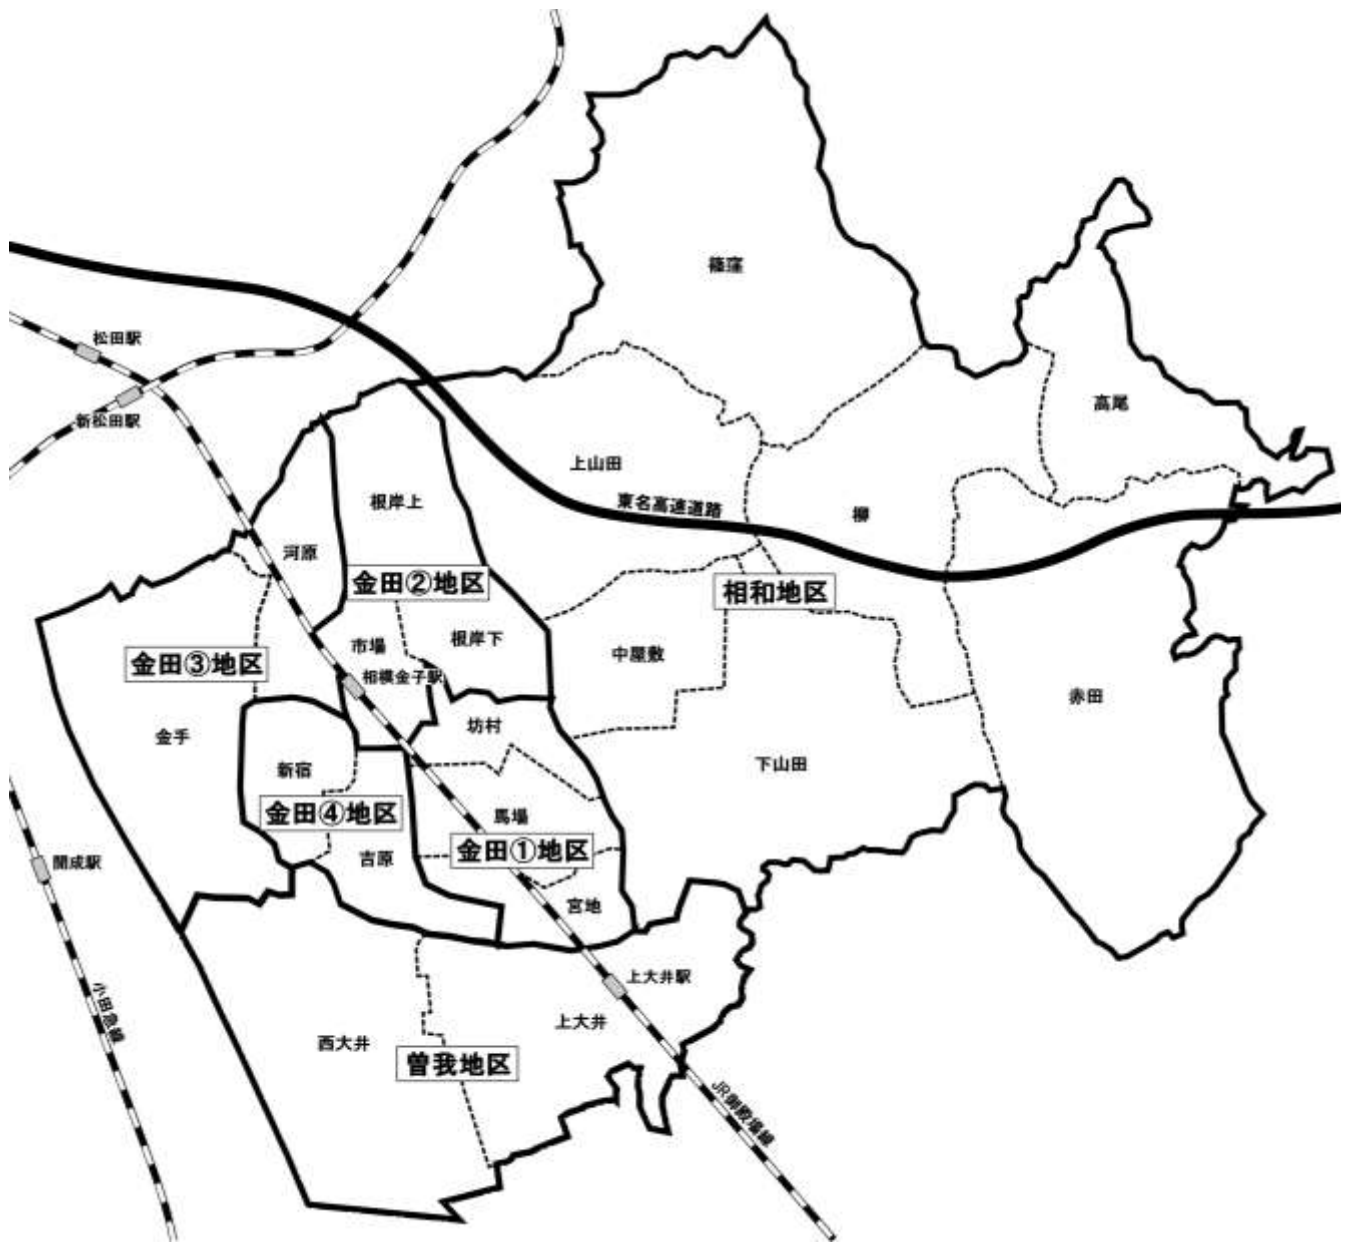 篠窪
松田駅
新松田駅
高尾
上山田
根岸上
東名高速道路
柳
河原
金田②地区
相和地区
市場
根岸下
中屋敷
金田③地区
相模金子駅
赤田
金手
坊村
新宿
下山田
金田④地区
馬場
金田①地区
吉原
開成駅
宮地
上大井駅
小田急線
西大井
上大井
曽我地区
JR御殿場線